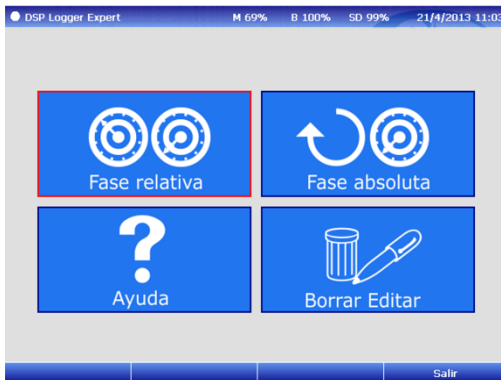 DSP Logger Expert M 69% B 100% SD 99% 21/4/2013 11:03
Fase relativa
Fase absoluta
Ayuda
Borrar Editar
Salir